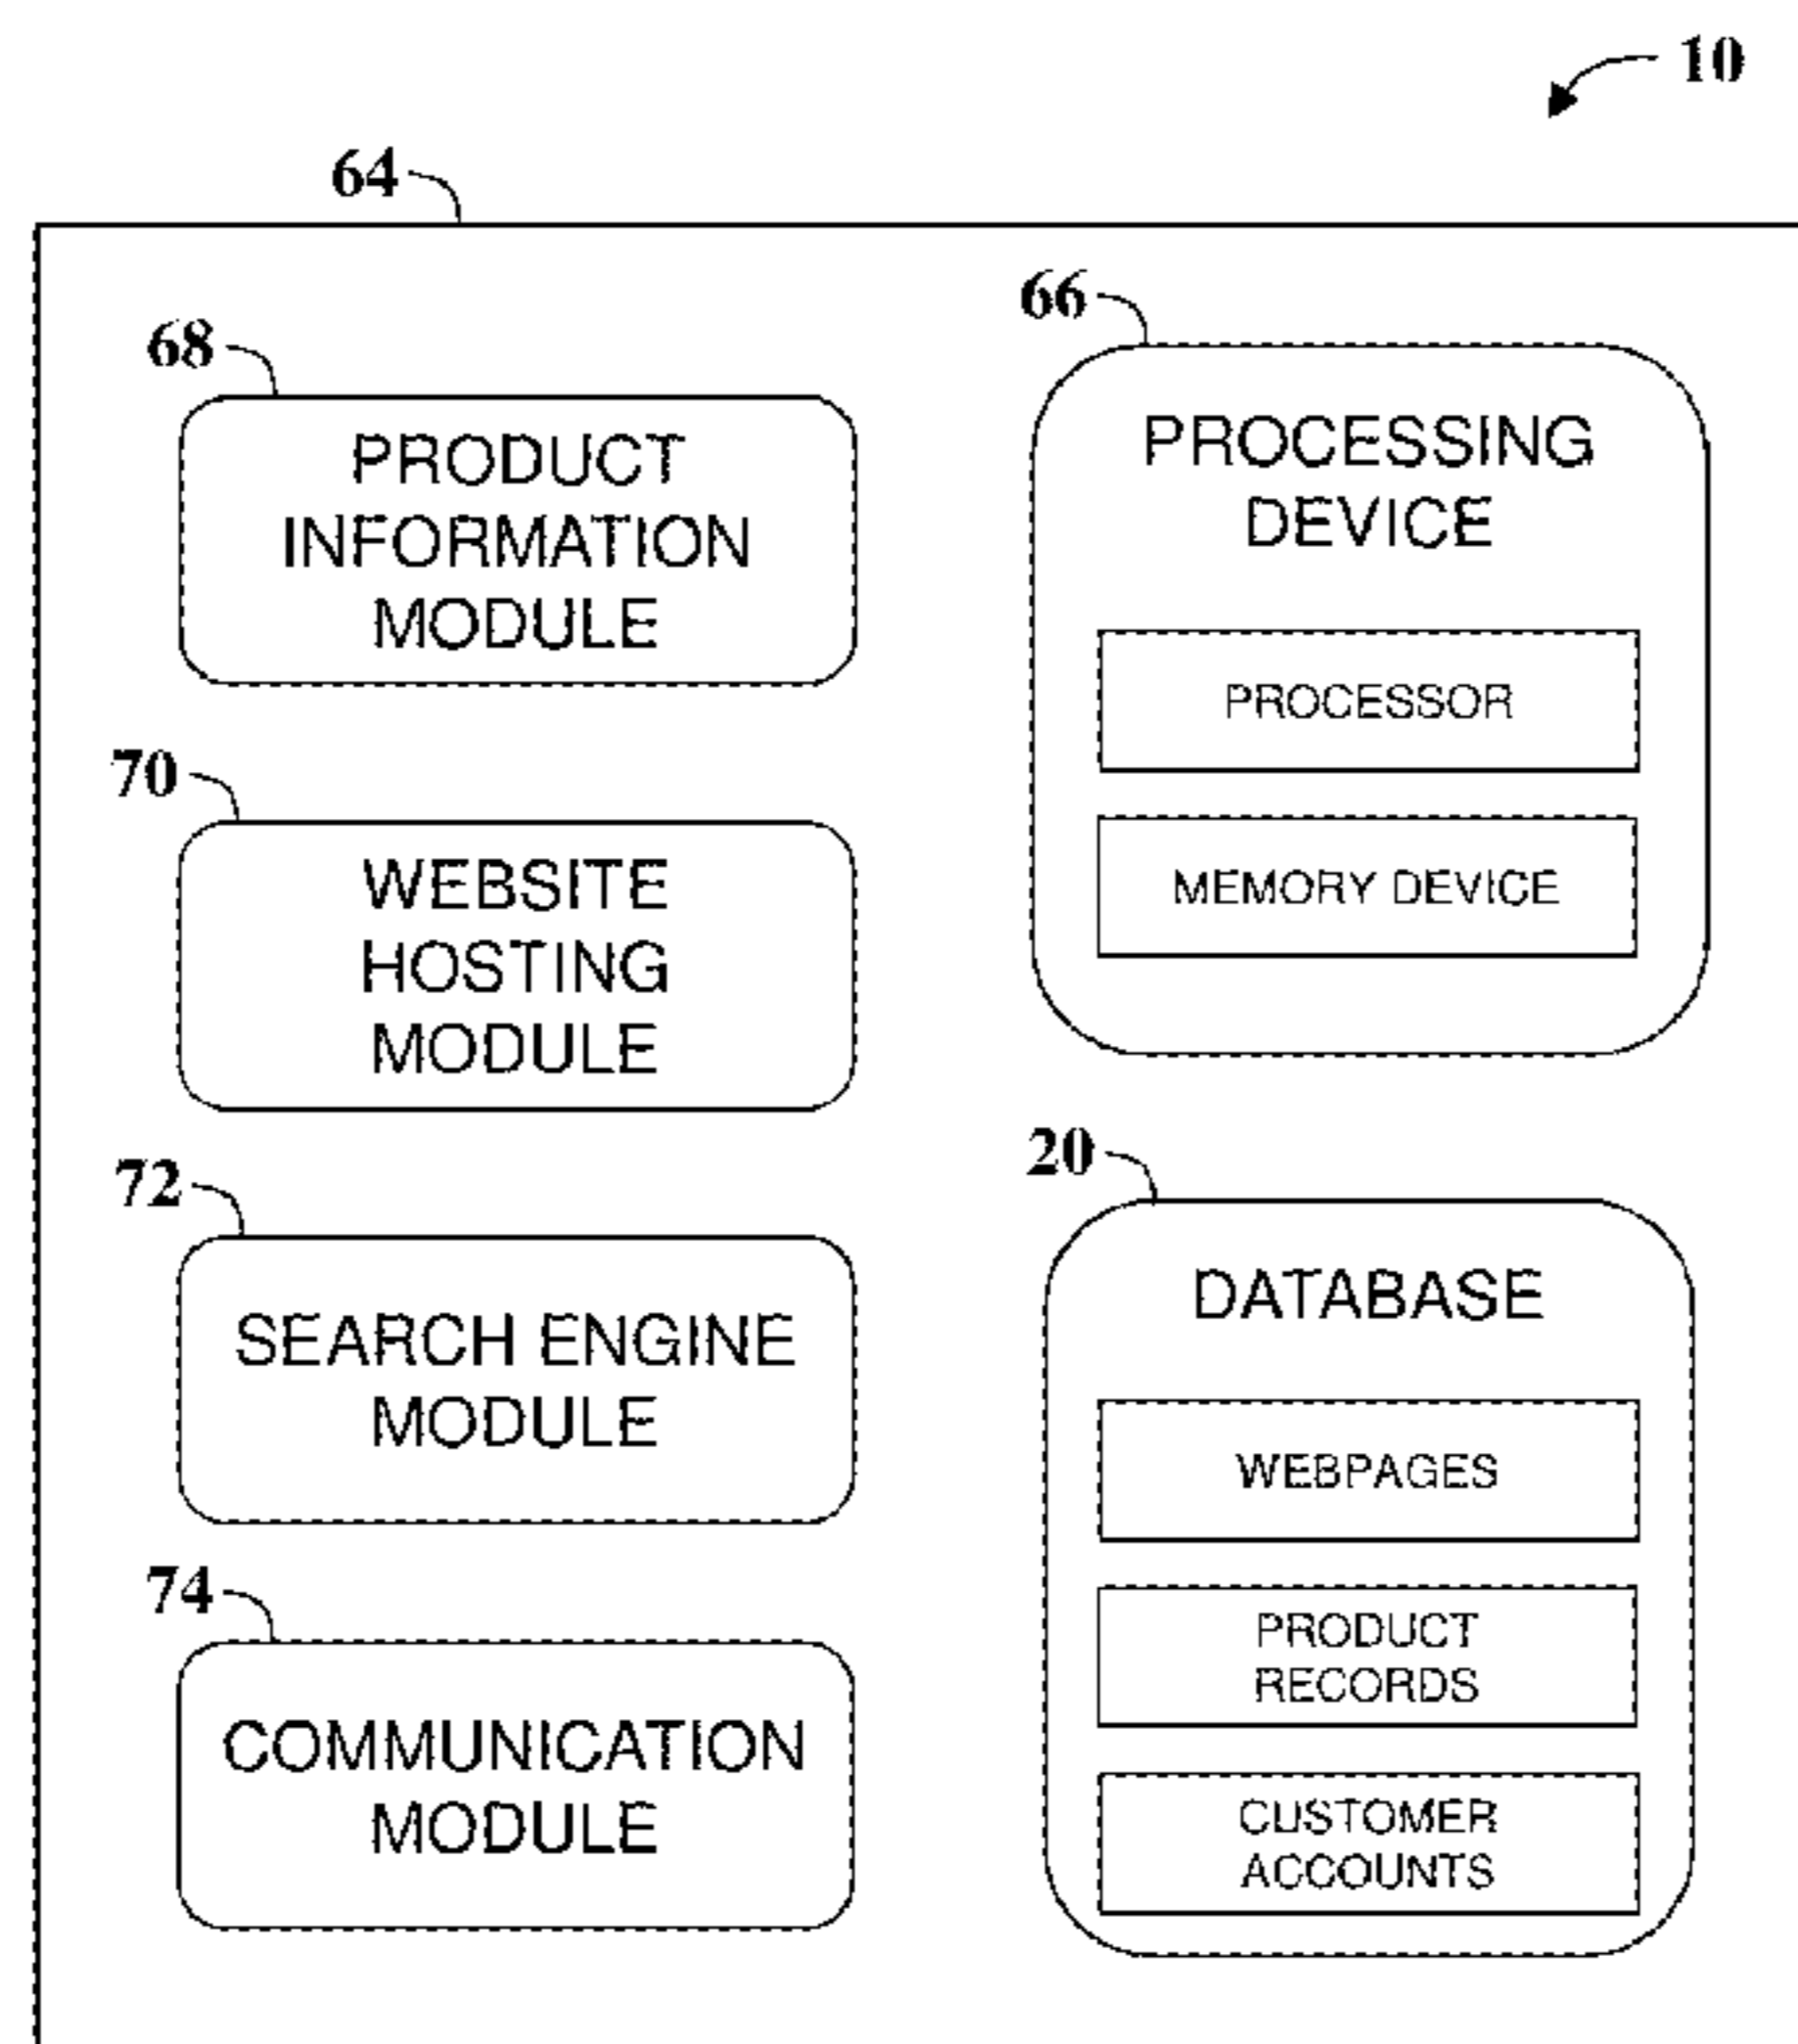 10
64
68
PRODUCT
INFORMATION
MODULE
70
WEBSITE
HOSTING
MODULE
72
SEARCH ENGINE
MODULE
74
COMMUNICATION
MODULE
66
PROCESSING
DEVICE
PROCESSOR
MEMORY DEVICE
20
DATABASE
WEBPAGES
PRODUCT
RECORDS
CUSTOMER
ACCOUNTS